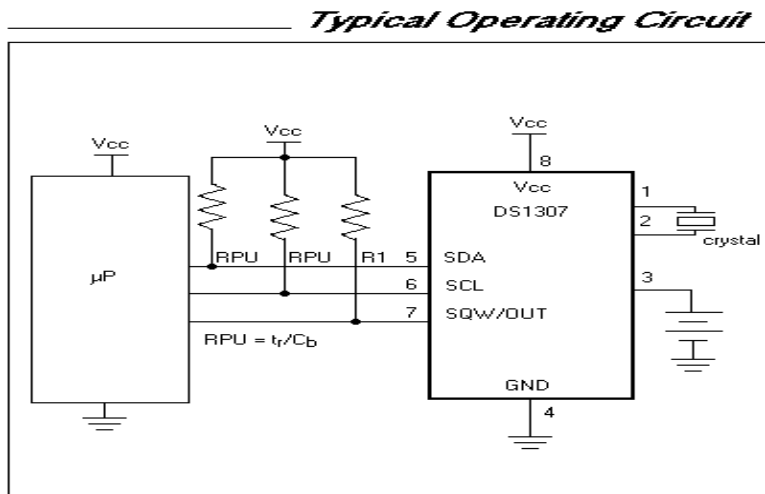 Typical Operating Circuit
Vcc
Vcc
Vcc
8
Vcc
DS1307
1
2
crystal
RPU
RPU
R1
5
SDA
µP
6
SCL
3
7
SQW/OUT
RPU = tr/Cb
GND
4